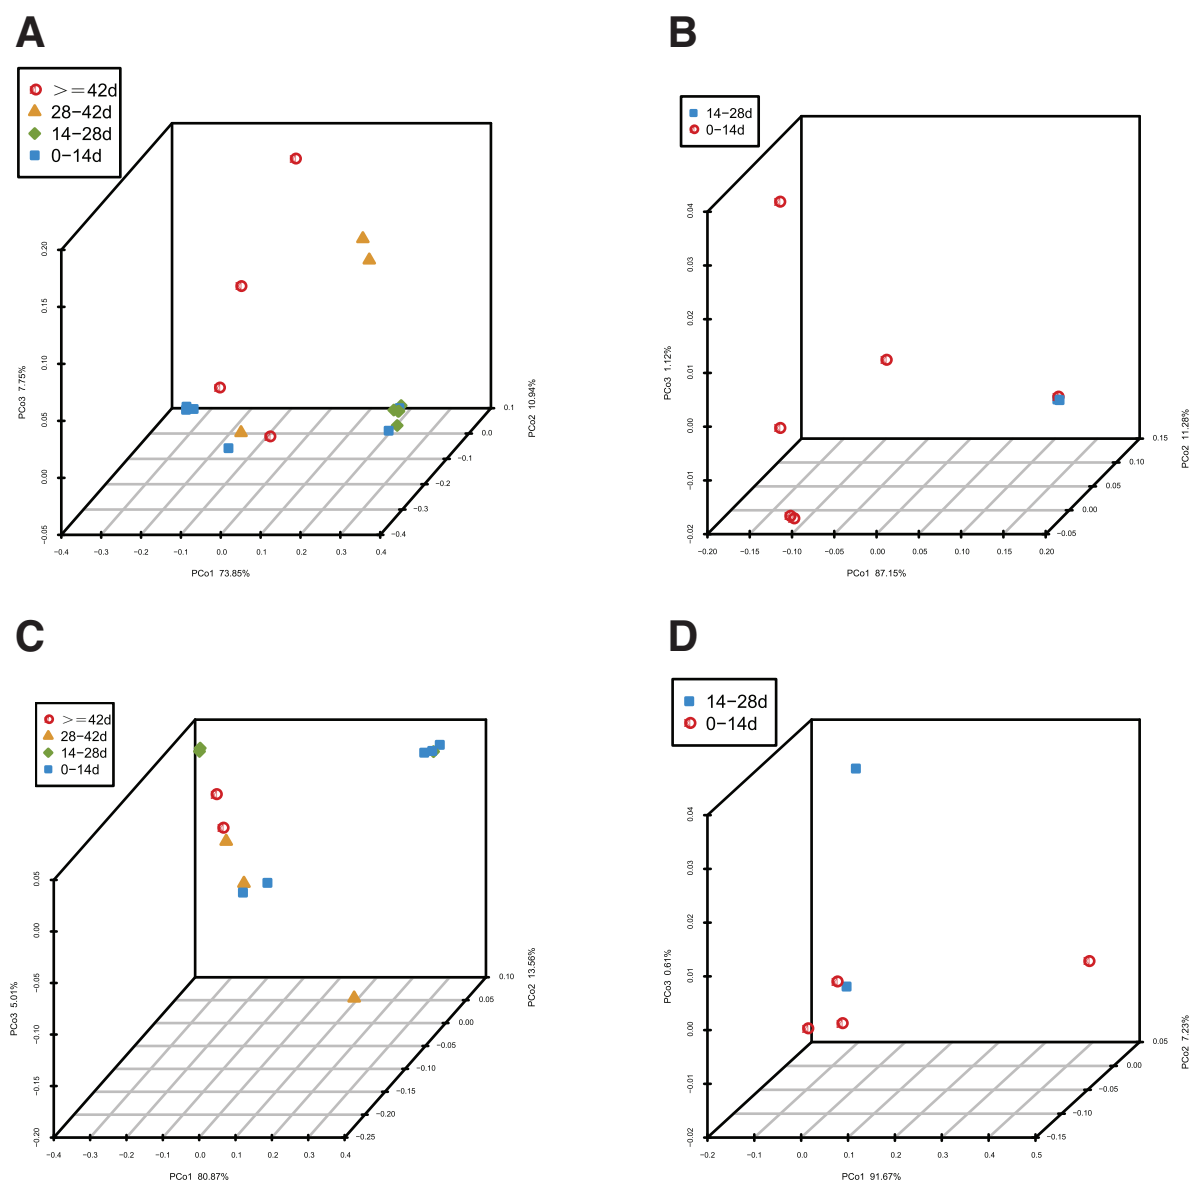 A
>=42d
28−42d
14−28d
0−14d
0.20
0.15
0.10
0.05
0.00
−0.05
PCo3 7.75%
−0.4 −0.3 −0.2 −0.1 0.0 0.1 0.2 0.3 0.4
PCo1 73.85%
0.1
0.0
−0.1
−0.2
−0.3
−0.4
PCo2 10.94%
B
14−28d
0−14d
0.04
0.03
0.02
0.01
0.00
−0.01
−0.02
PCo3 1.12%
−0.20 −0.15 −0.10 −0.05 0.00 0.05 0.10 0.15 0.20
PCo1 87.15%
0.15
0.10
0.05
0.00
−0.05
PCo2 11.28%
C
>=42d
28−42d
14−28d
0−14d
0.05
0.00
−0.05
−0.10
−0.15
−0.20
PCo3 5.01%
−0.4 −0.3 −0.2 −0.1 0.0 0.1 0.2 0.3 0.4
PCo1 80.87%
0.10
0.05
0.00
−0.05
−0.10
−0.15
−0.20
−0.25
PCo2 13.56%
D
14−28d
0−14d
0.04
0.03
0.02
0.01
0.00
−0.01
−0.02
PCo3 0.61%
−0.2 −0.1 0.0 0.1 0.2 0.3 0.4 0.5
PCo1 91.67%
0.05
0.00
−0.05
−0.10
−0.15
PCo2 7.23%